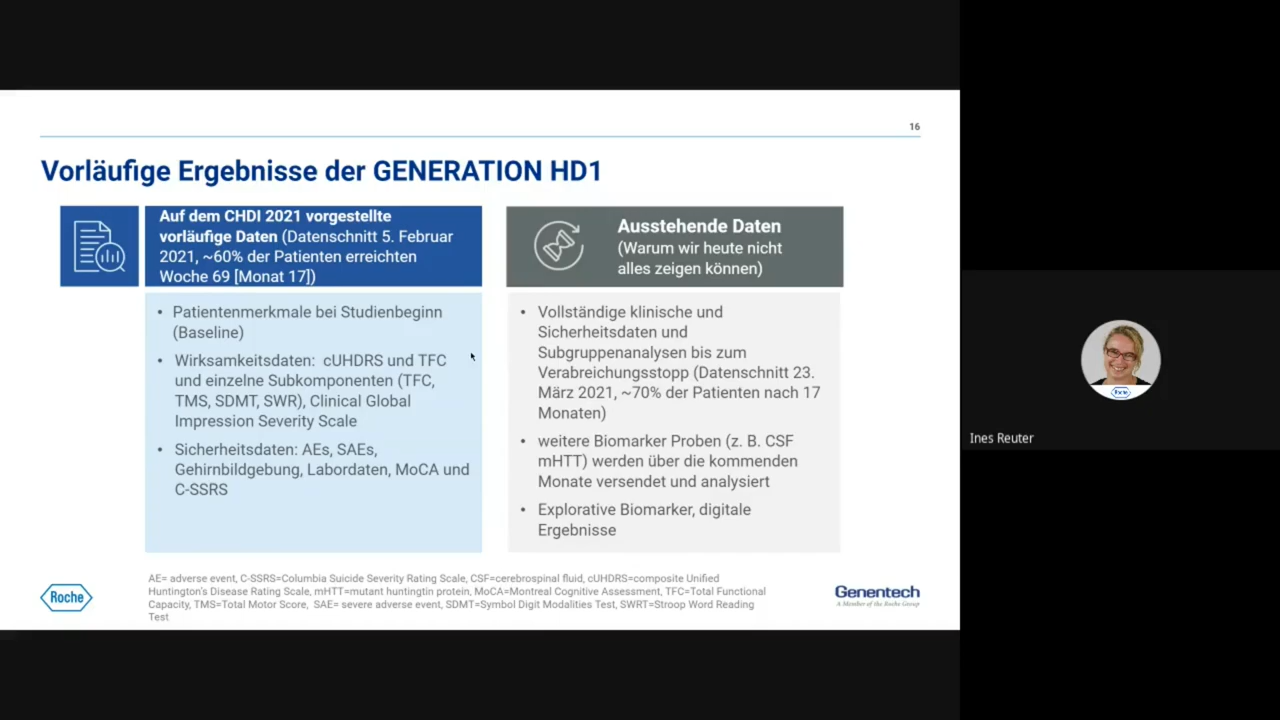 16
Vorläufige Ergebnisse der GENERATION HD1
Auf dem CHDI 2021 vorgestellte
vorläufige Daten (Datenschnitt 5. Februar
2021, ~60% der Patienten erreichten
Woche 69 [Monat 17])
• Patientenmerkmale bei Studienbeginn
(Baseline)
• Wirksamkeitsdaten: cUHDRS und TFC
und einzelne Subkomponenten (TFC,
TMS, SDMT, SWR), Clinical Global
Impression Severity Scale
• Sicherheitsdaten: AEs, SAEs,
Gehirnbildgebung, Labordaten, MoCA und
C-SSRS
Ausstehende Daten
(Warum wir heute nicht
alles zeigen können)
• Vollständige klinische und
Sicherheitsdaten und
Subgruppenanalysen bis zum
Verabreichungsstopp (Datenschnitt 23.
März 2021, ~70% der Patienten nach 17
Monaten)
• weitere Biomarker Proben (z. B. CSF
mHTT) werden über die kommenden
Monate versendet und analysiert
• Explorative Biomarker, digitale
Ergebnisse
AE= adverse event, C-SSRS=Columbia Suicide Severity Rating Scale, CSF=cerebrospinal fluid, cUHDRS=composite Unified
Huntington's Disease Rating Scale, mHTT=mutant huntingtin protein, MoCA=Montreal Cognitive Assessment, TFC=Total Functional
Capacity, TMS=Total Motor Score, SAE= severe adverse event, SDMT=Symbol Digit Modalities Test, SWRT=Stroop Word Reading
Test
Roche
Genentech
A Member of the Roche Group
Roche
Ines Reuter